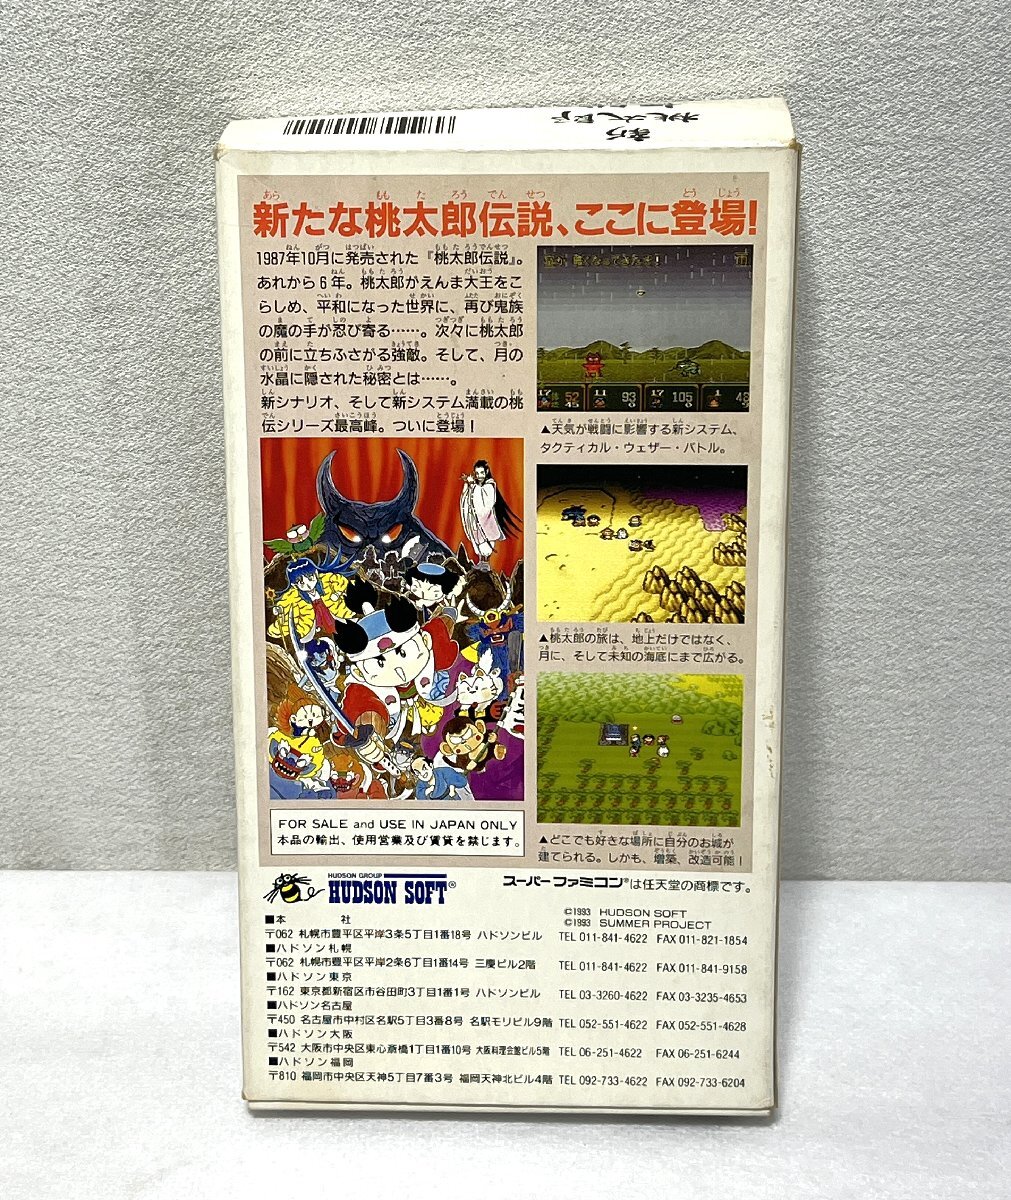 新たな桃太郎伝説、ここに登場!
1987年10月に発売された『桃太郎伝説』。
あれから6年。桃太郎がえんま大王をこ
らしめ、平和になった世界に、再び鬼族
の魔の手が忍び寄る……。次々に桃太郎
の前に立ちふさがる強敵。そして、月の
水晶に隠された秘密とは……。
新シナリオ、そして新システム満載の桃
伝シリーズ最高峰。ついに登場!
▲天気が戦闘に影響する新システム、
タクティカル・ウェザー・バトル。
▲桃太郎の旅は、地上だけではなく、
月に、そして未知の海底にまで広がる。
▲どこでも好きな場所に自分のお城が
建てられる。しかも、増築、改造可能!
FOR SALE and USE IN JAPAN ONLY
本品の輸出、使用営業及び賃貸を禁じます。
HUDSON GROUP
HUDSON SOFT®
スーパーファミコン®は任天堂の商標です。
©1993 HUDSON SOFT
©1993 SUMMER PROJECT
■本 社
〒062 札幌市豊平区平岸3条5丁目1番18号 ハドソンビル TEL 011-841-4622 FAX 011-821-1854
■ハドソン札幌
〒062 札幌市豊平区平岸2条6丁目1番14号 三慶ビル2階 TEL 011-841-4622 FAX 011-841-9158
■ハドソン東京
〒162 東京都新宿区市谷田町3丁目1番1号 ハドソンビル TEL 03-3260-4622 FAX 03-3235-4653
■ハドソン名古屋
〒450 名古屋市中村区名駅5丁目3番8号 名駅モリビル9階 TEL 052-551-4622 FAX 052-551-4628
■ハドソン大阪
〒542 大阪市中央区東心斎橋1丁目1番10号 大阪料理会館ビル5階 TEL 06-251-4622 FAX 06-251-6244
■ハドソン福岡
〒810 福岡市中央区天神5丁目7番3号 福岡天神北ビル4階 TEL 092-733-4622 FAX 092-733-6204